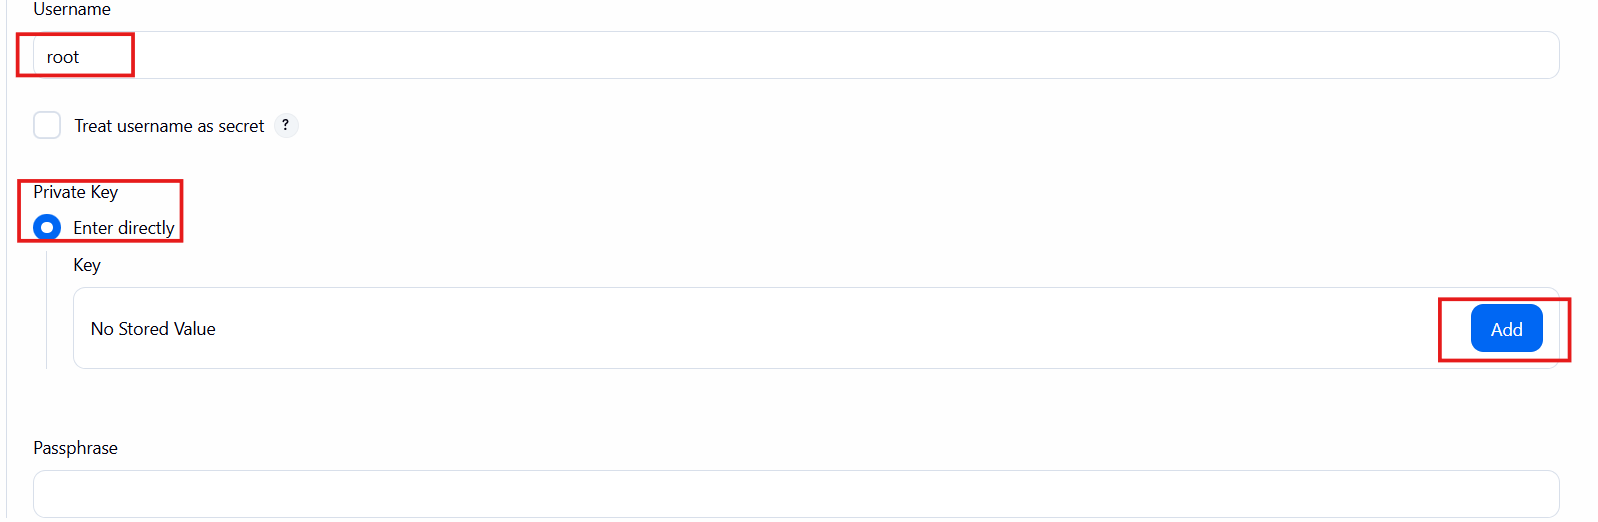 Username
root
Treat username as secret ?
Private Key
Enter directly
Key
No Stored Value
Add
Passphrase